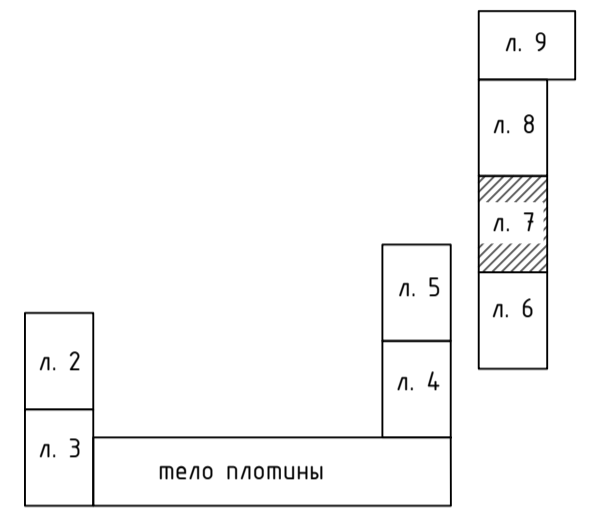 л. 9
л. 8
л. 7
л. 5
л. 6
л. 2
л. 4
л. 3
тело плотины